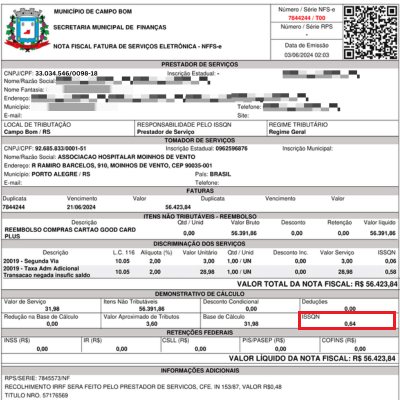 MUNICÍPIO DE CAMPO BOM
SECRETARIA MUNICIPAL DE FINANÇAS
NOTA FISCAL FATURA DE SERVIÇOS ELETRÔNICA - NFFS-e
Número / Série NFS-e
7844244 / T00
Número / Série RPS
-
Data de Emissão
03/06/2024 02:03
PRESTADOR DE SERVIÇOS
CNPJ/CPF: 33.034.546/0098-18 Inscrição Estadual: -
Nome/Razão Social:
Nome Fantasia:
Endereço:
Município: Telefone:
E-mail: Site:
LOCAL DE TRIBUTAÇÃO RESPONSABILIDADE PELO ISSQN REGIME TRIBUTÁRIO
Campo Bom / RS Prestador de Serviço Regime Geral
TOMADOR DE SERVIÇOS
CNPJ/CPF: 92.685.833/0001-51 Inscrição Estadual: 0962596876 Inscrição Municipal:
Nome/Razão Social: ASSOCIACAO HOSPITALAR MOINHOS DE VENTO
Endereço: R RAMIRO BARCELOS, 910, MOINHOS DE VENTO, CEP 90035-001
Município: PORTO ALEGRE / RS País: BRASIL
E-mail: Telefone:
FATURAS
Duplicata Vencimento Valor Duplicata Vencimento Valor
7844244 21/06/2024 56.423,84
ITENS NÃO TRIBUTÁVEIS - REEMBOLSO
Descrição Qtd / Unid Valor Bruto Desconto Retenção Valor líquido
REEMBOLSO COMPRAS CARTAO GOOD CARD PLUS 0,00 56.391,86 0,00 0,00 56.391,86
DISCRIMINAÇÃO DOS SERVIÇOS
Descrição L.C. 116 Alíquota (%) Valor Unitário Qtd / Unid Desconto Inc. Valor Serviço ISSQN
20019 - Segunda Via 10.05 2,00 3,00 1,00 / UN 0,00 3,00 0,06
20019 - Taxa Adm Adicional Transacao negada insufic saldo 10.05 2,00 28,98 1,00 / UN 0,00 28,98 0,58
VALOR TOTAL DA NOTA FISCAL: R$ 56.423,84
DEMONSTRATIVO DE CÁLCULO
Valor de Serviço Itens Não Tributáveis Desconto Condicional Deduções
31,98 56.391,86 0,00 0,00
Redução na Base de Cálculo Valor Aproximado de Tributos Base de Cálculo ISSQN
0,00 3,60 31,98 0,64
RETENÇÕES FEDERAIS
INSS (R$) IR (R$) CSLL (R$) PIS/PASEP (R$) COFINS (R$)
0,00 0,00 0,00 0,00 0,00
VALOR LÍQUIDO DA NOTA FISCAL: R$ 56.423,84
INFORMAÇÕES ADICIONAIS
RPS/SERIE: 7845573/NF
RECOLHIMENTO IRRF SERA FEITO PELO PRESTADOR DE SERVICOS, CFE. IN 153/87, VALOR R$0,48
TITULO NRO. 57176569